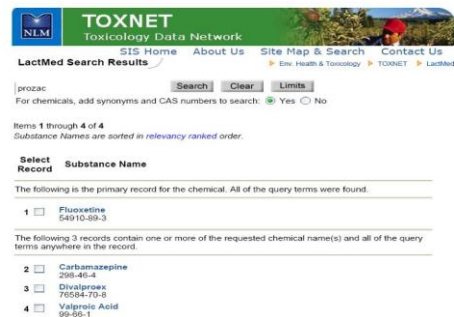 TOXNET
Toxicology Data Network
NLM
SIS Home About Us Site Map & Search Contact Us
LactMed Search Results
Env. Health & Toxicology TOXNET LactMed
prozac Search Clear Limits
For chemicals, add synonyms and CAS numbers to search: Yes No
Items 1 through 4 of 4
Substance Names are sorted in relevancy ranked order.
Select Record Substance Name
The following is the primary record for the chemical. All of the query terms were found.
1 Fluoxetine
54910-89-3
The following 3 records contain one or more of the requested chemical name(s) and all of the query
terms anywhere in the record.
2 Carbamazepine
298-46-4
3 Divalproex
76584-70-8
4 Valproic Acid
99-66-1